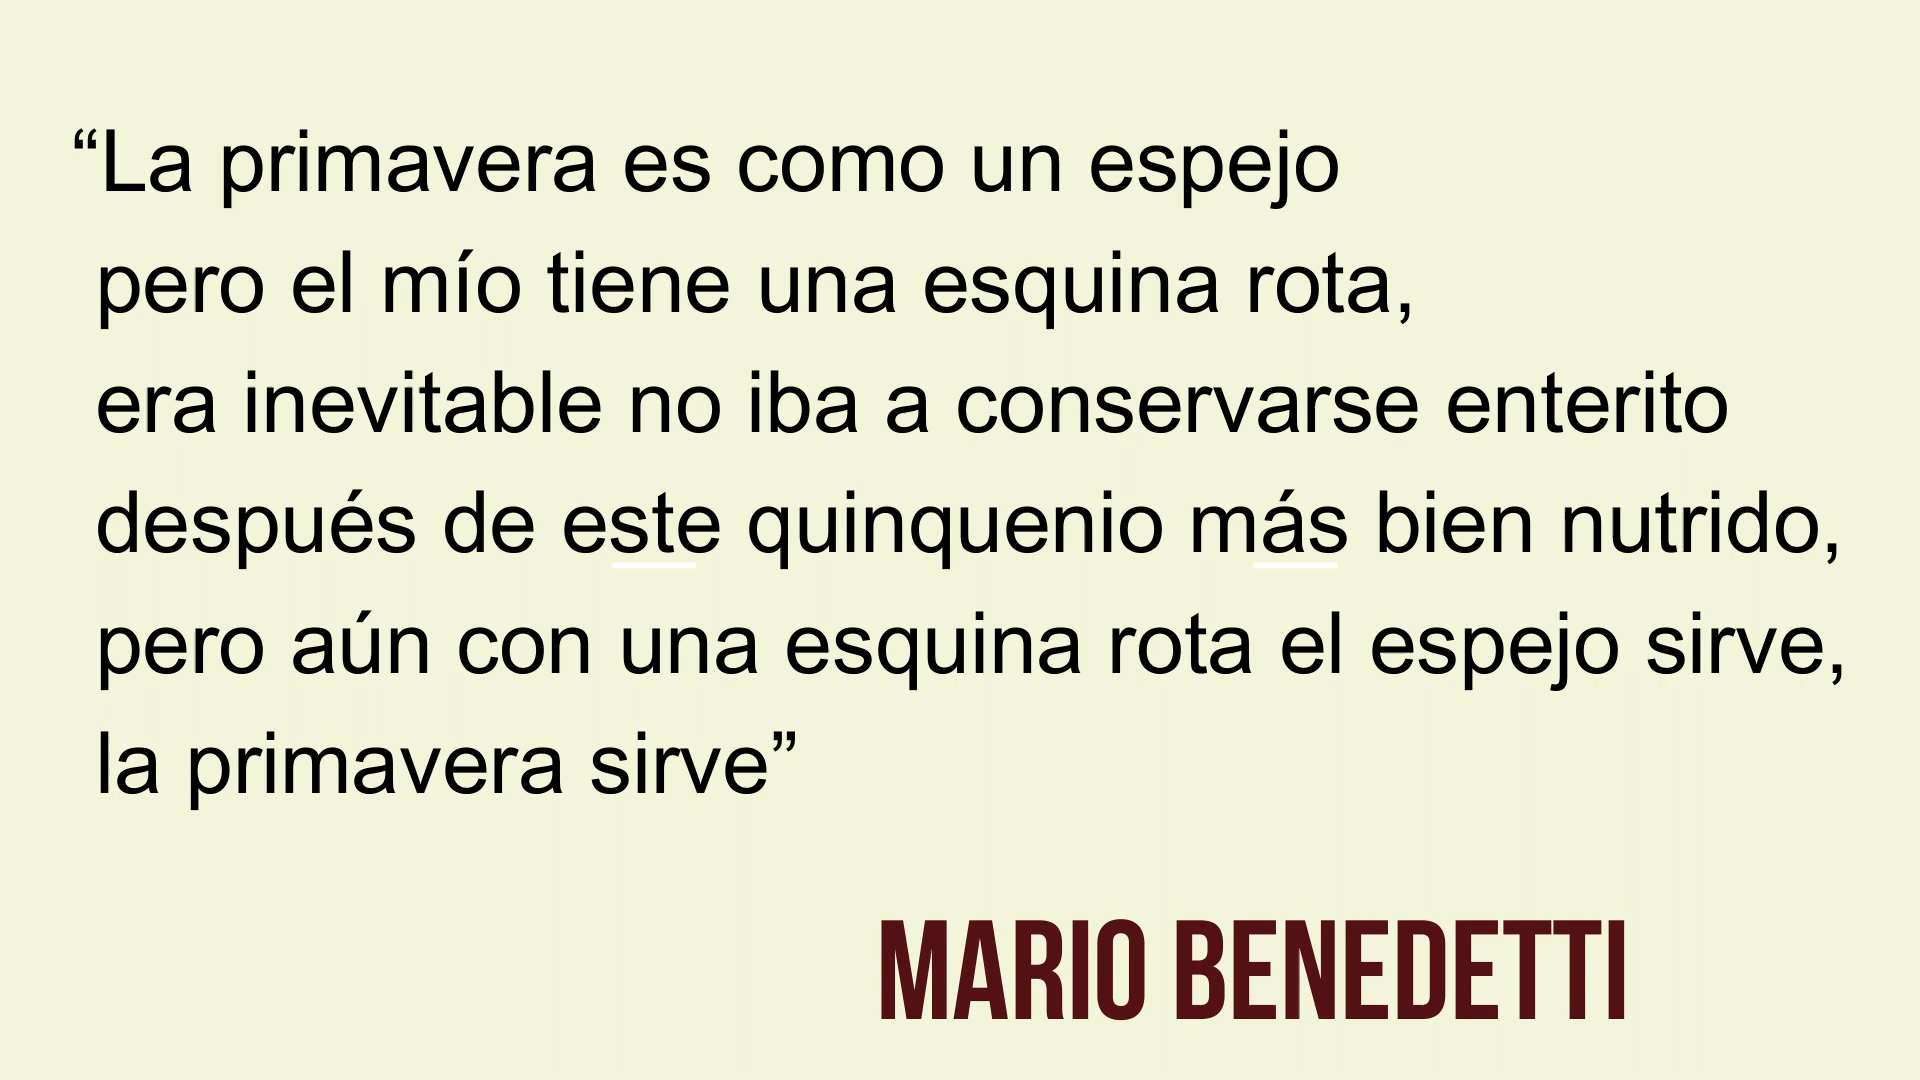 “La primavera es como un espejo
pero el mío tiene una esquina rota,
era inevitable no iba a conservarse enterito
después de este quinquenio más bien nutrido,
pero aún con una esquina rota el espejo sirve,
la primavera sirve”
MARIO BENEDETTI